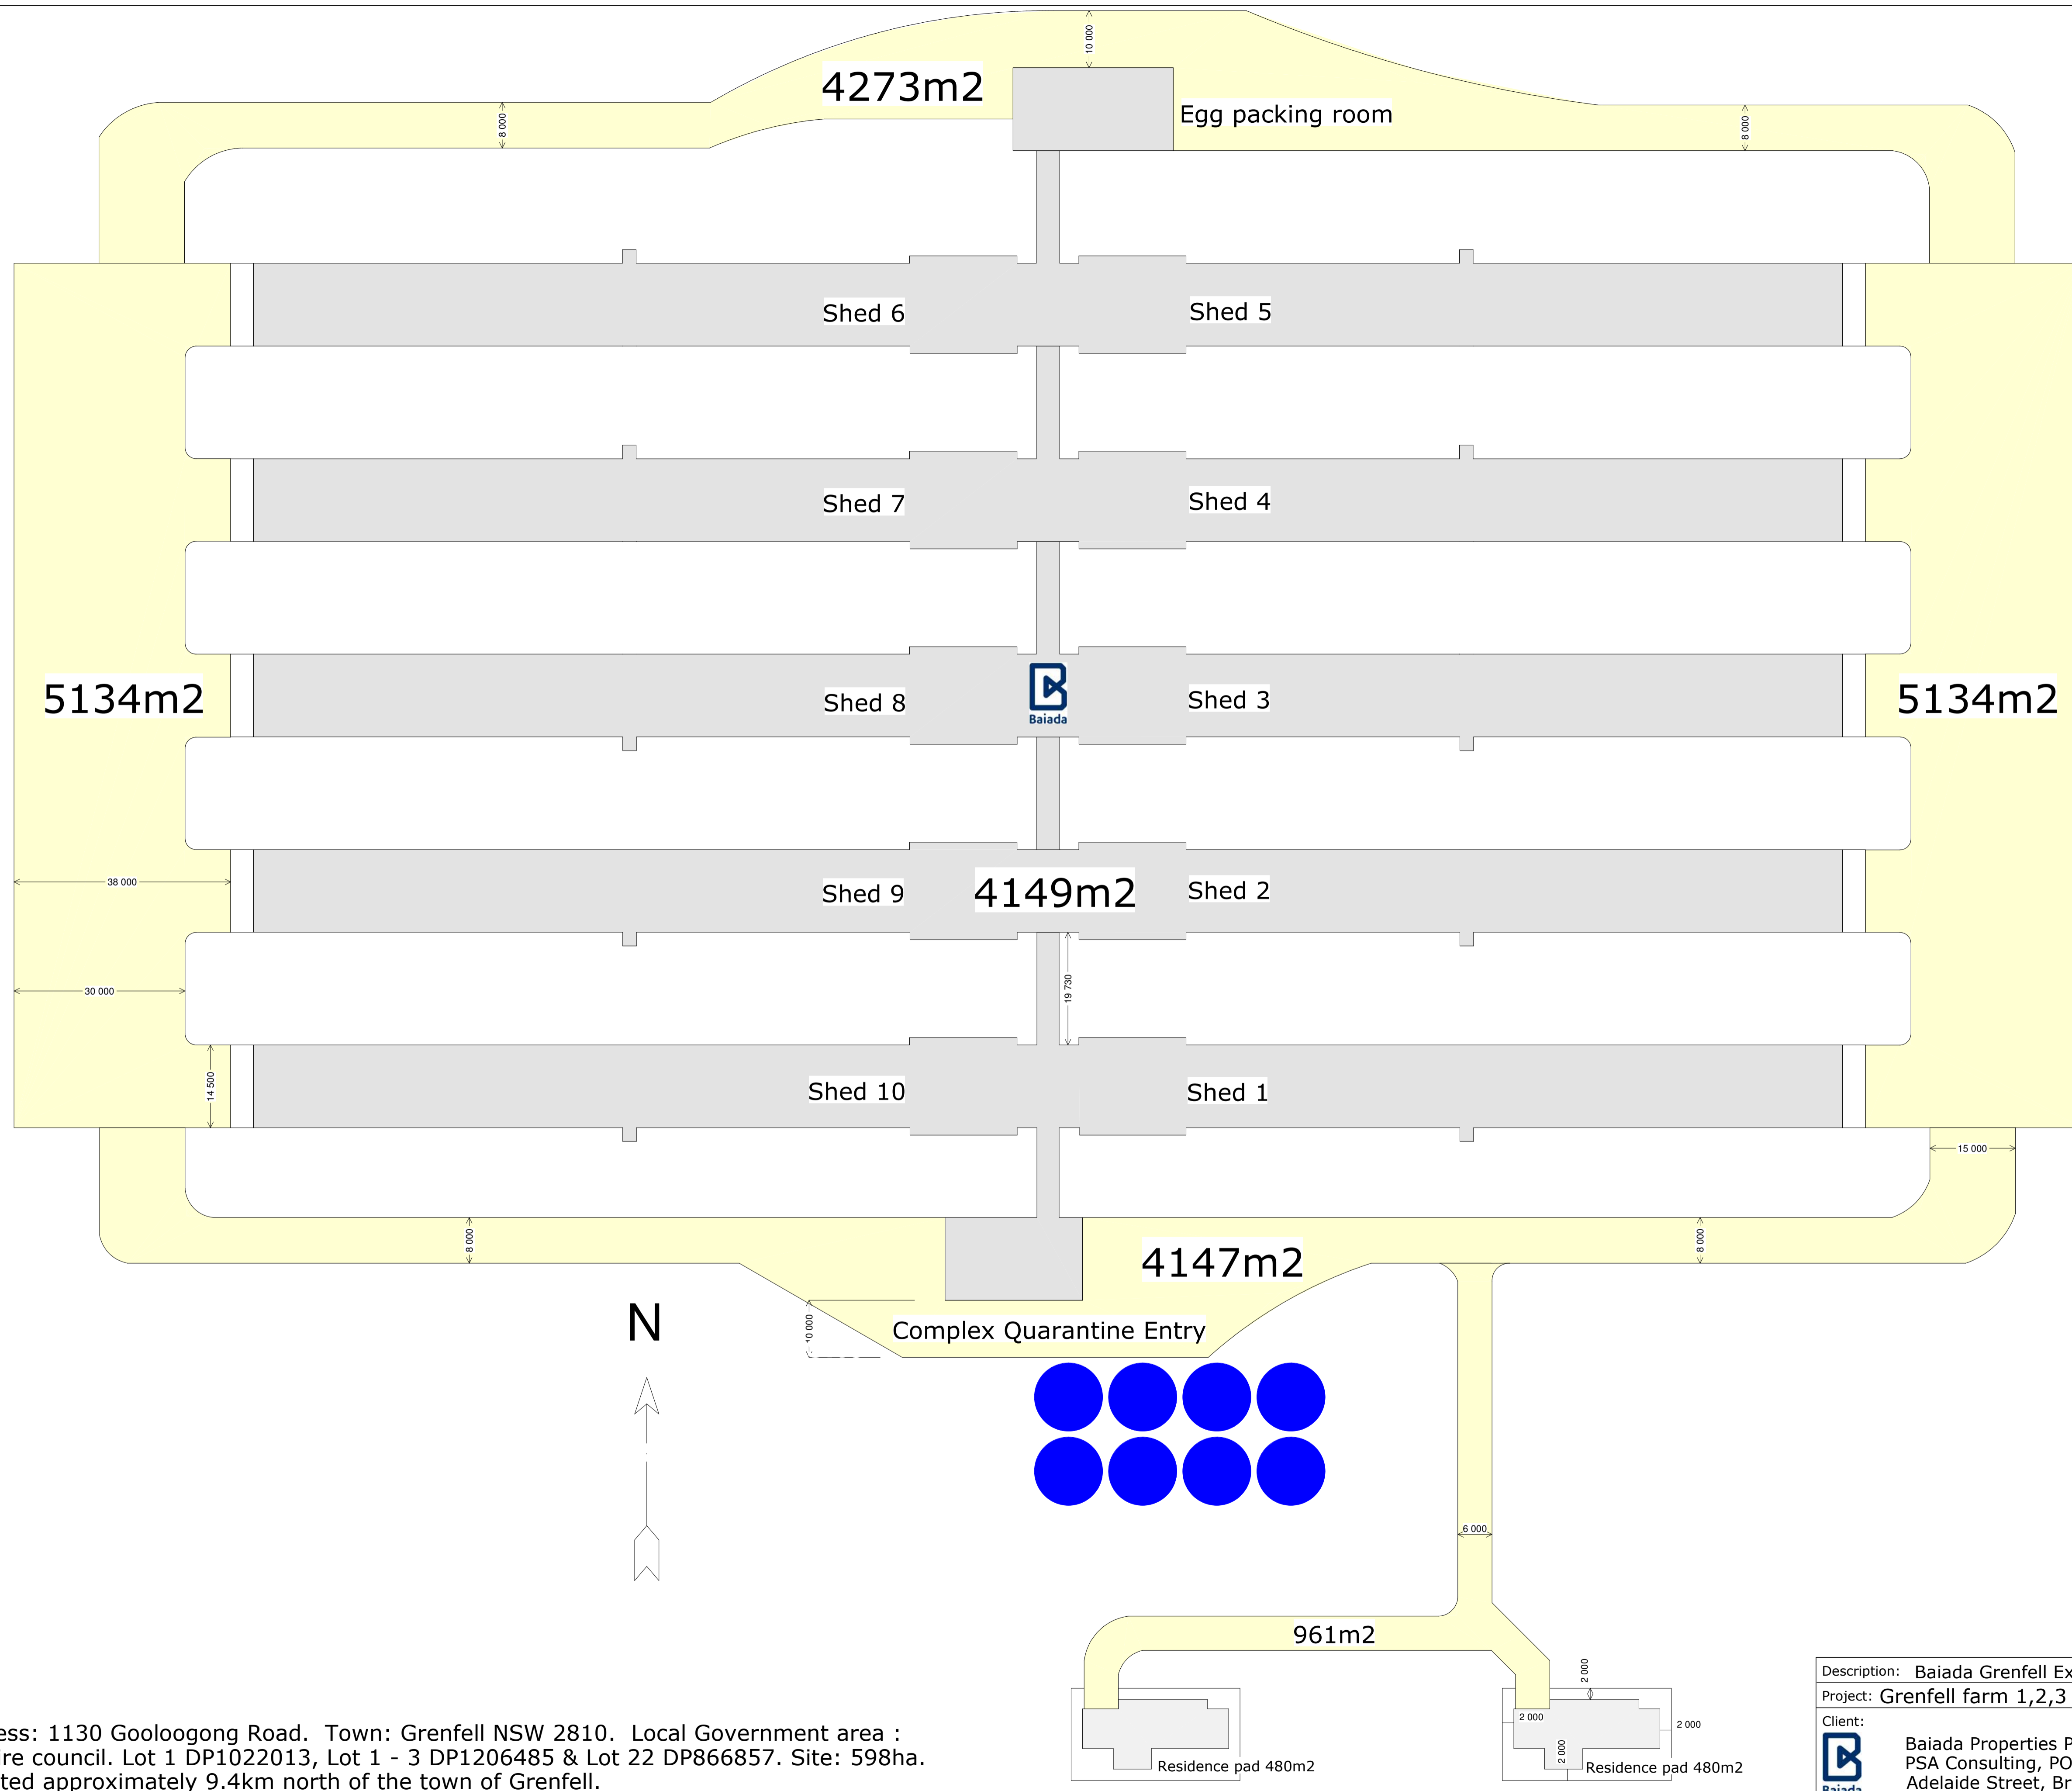 10 000
4273m2
Egg packing room
8 000
8 000
Shed 6
Shed 5
Shed 7
Shed 4
5134m2
Shed 8
Baiada
Shed 3
5134m2
38 000
Shed 9
4149m2
Shed 2
30 000
19 730
14 500
Shed 10
Shed 1
15 000
8 000
4147m2
8 000
N
10 000
Complex Quarantine Entry
6 000
961m2
2 000
2 000
2 000
2 000
Residence pad 480m2
Residence pad 480m2
ess: 1130 Gooloogong Road. Town: Grenfell NSW 2810. Local Government area :
ire council. Lot 1 DP1022013, Lot 1 - 3 DP1206485 & Lot 22 DP866857. Site: 598ha.
ted approximately 9.4km north of the town of Grenfell.
Description: Baiada Grenfell Ex
Project: Grenfell farm 1,2,3
Client:
Baiada Properties P
PSA Consulting, PO
Adelaide Street, Br
Baiada